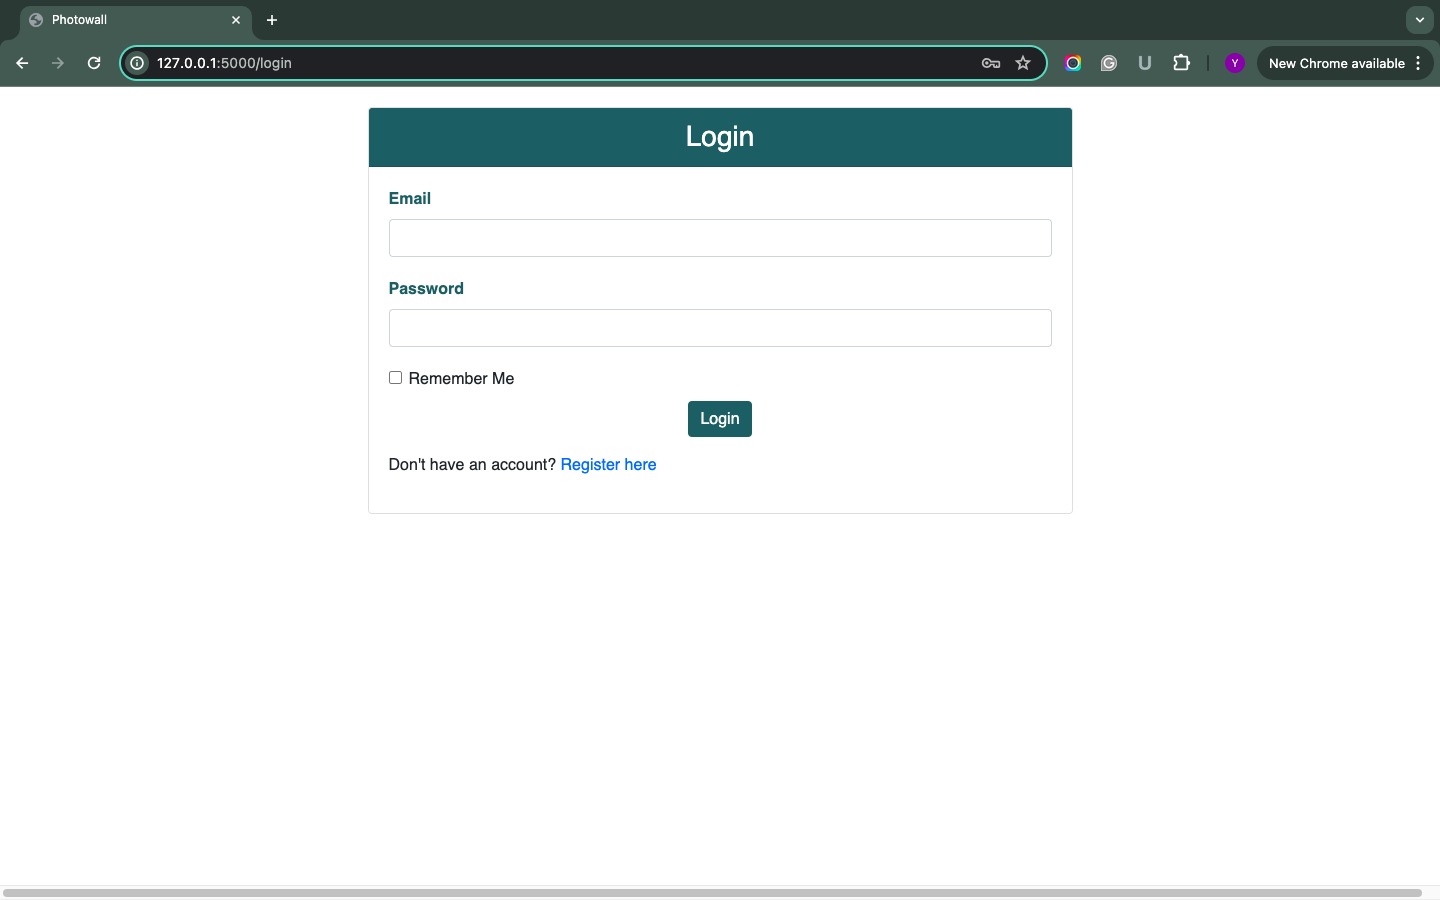 Photowall
127.0.0.1:5000/login
U
Y
New Chrome available
Login
Email
Password
Remember Me
Login
Don't have an account? Register here